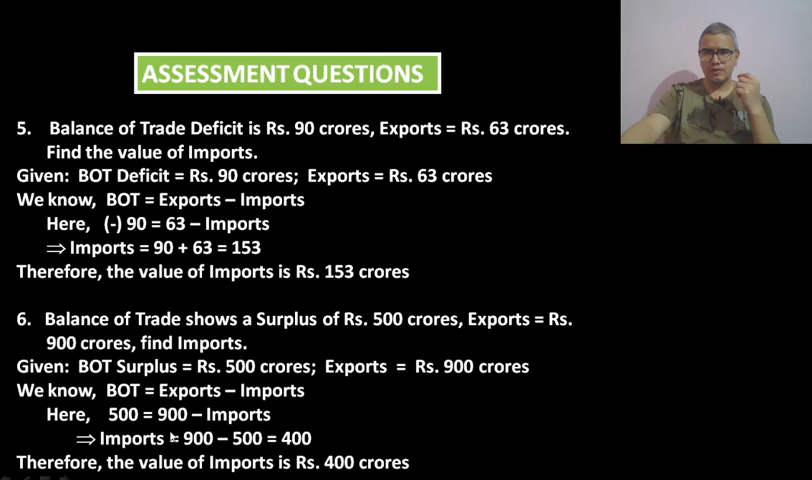 ASSESSMENT QUESTIONS
5. Balance of Trade Deficit is Rs. 90 crores, Exports = Rs. 63 crores.
Find the value of Imports.
Given: BOT Deficit = Rs. 90 crores; Exports = Rs. 63 crores
We know, BOT = Exports – Imports
Here, (-) 90 = 63 – Imports
⇒ Imports = 90 + 63 = 153
Therefore, the value of Imports is Rs. 153 crores
6. Balance of Trade shows a Surplus of Rs. 500 crores, Exports = Rs.
900 crores, find Imports.
Given: BOT Surplus = Rs. 500 crores; Exports = Rs. 900 crores
We know, BOT = Exports – Imports
Here, 500 = 900 – Imports
⇒ Imports = 900 – 500 = 400
Therefore, the value of Imports is Rs. 400 crores